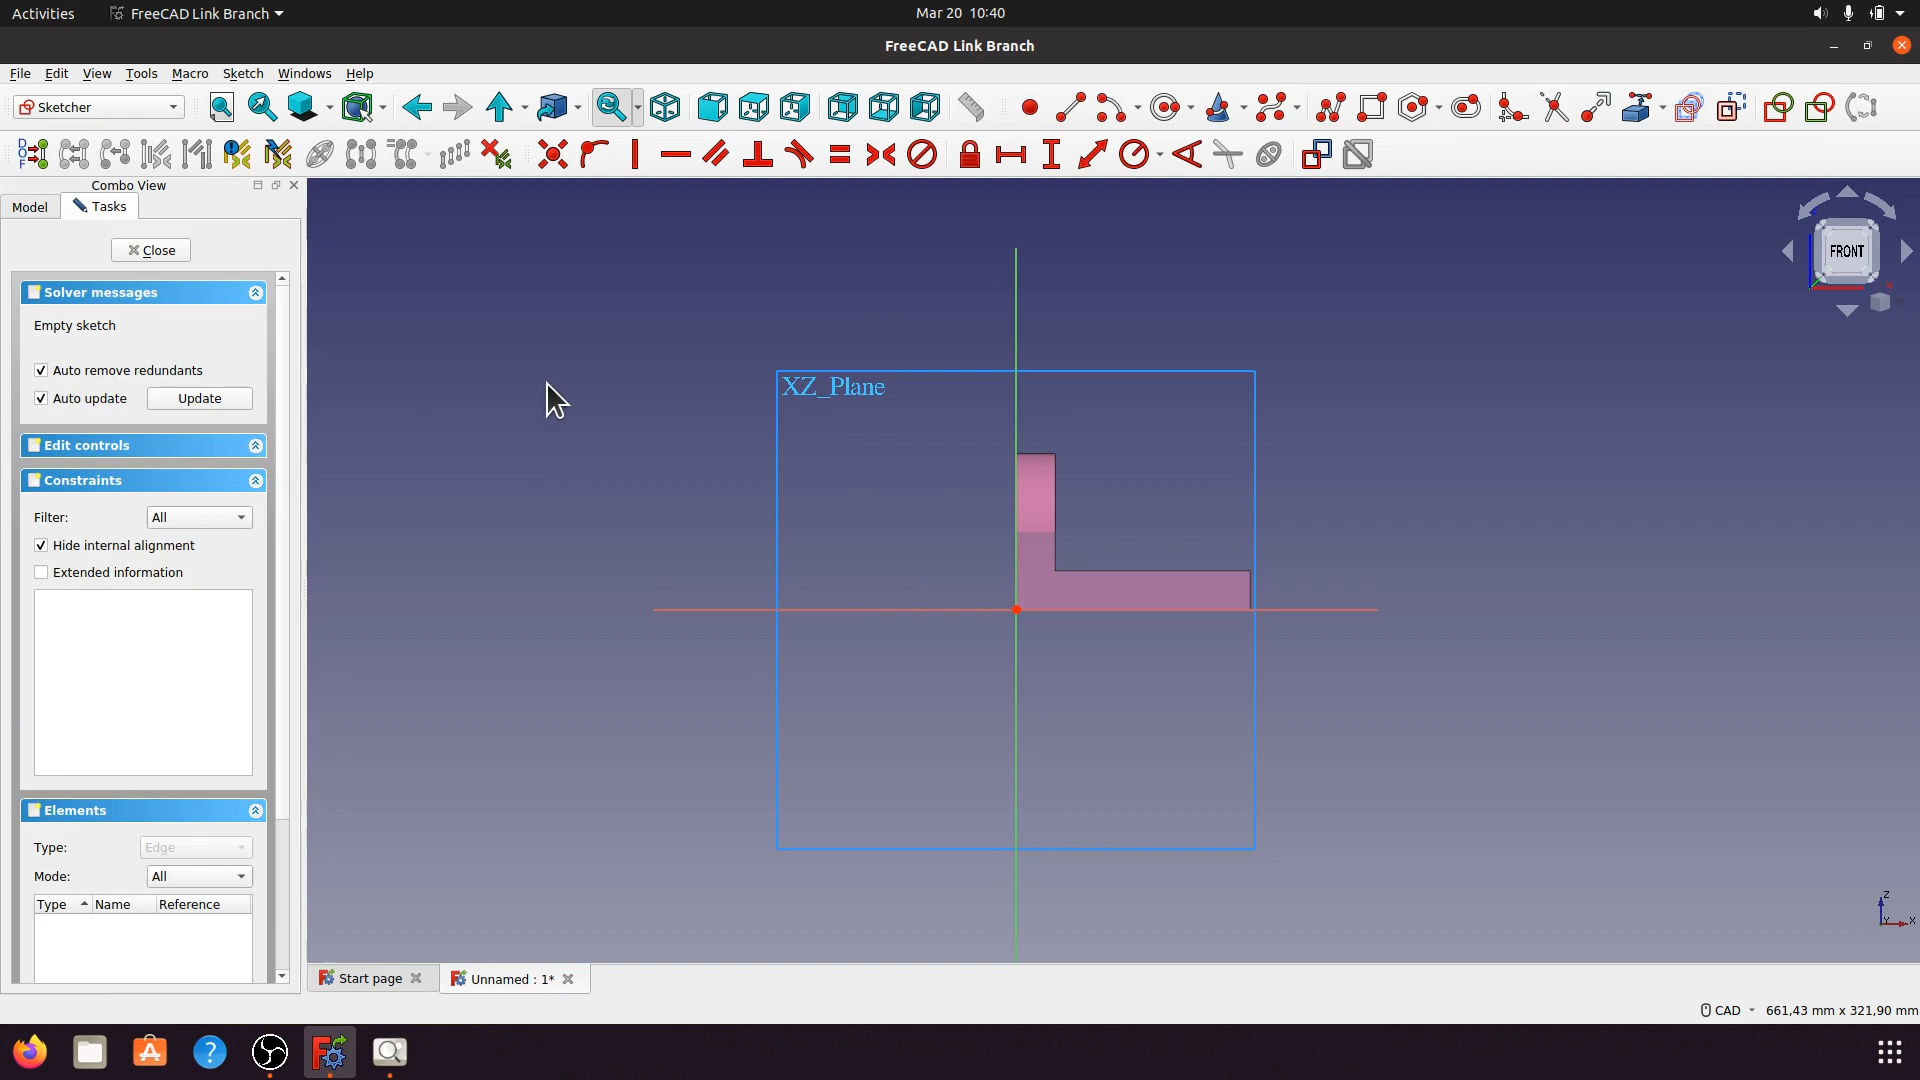 Activities
FreeCAD Link Branch
Mar 20 10:40
FreeCAD Link Branch
File Edit View Tools Macro Sketch Windows Help
Sketcher
DOF
Combo View
Model Tasks
Close
Solver messages
Empty sketch
Auto remove redundants
Auto update Update
Edit controls
Constraints
Filter: All
Hide internal alignment
Extended information
Elements
Type: Edge
Mode: All
Type Name Reference
XZ_Plane
FRONT
Z
Y
X
Start page
Unnamed : 1*
CAD 661,43 mm x 321,90 mm